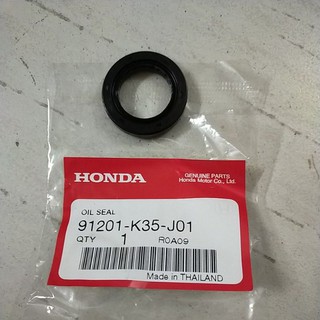 HONDA
GENUINE PARTS
Honda Motor Co., Ltd.
OIL SEAL
91201-K35-J01
QTY 1 R0A09
Made in THAILAND